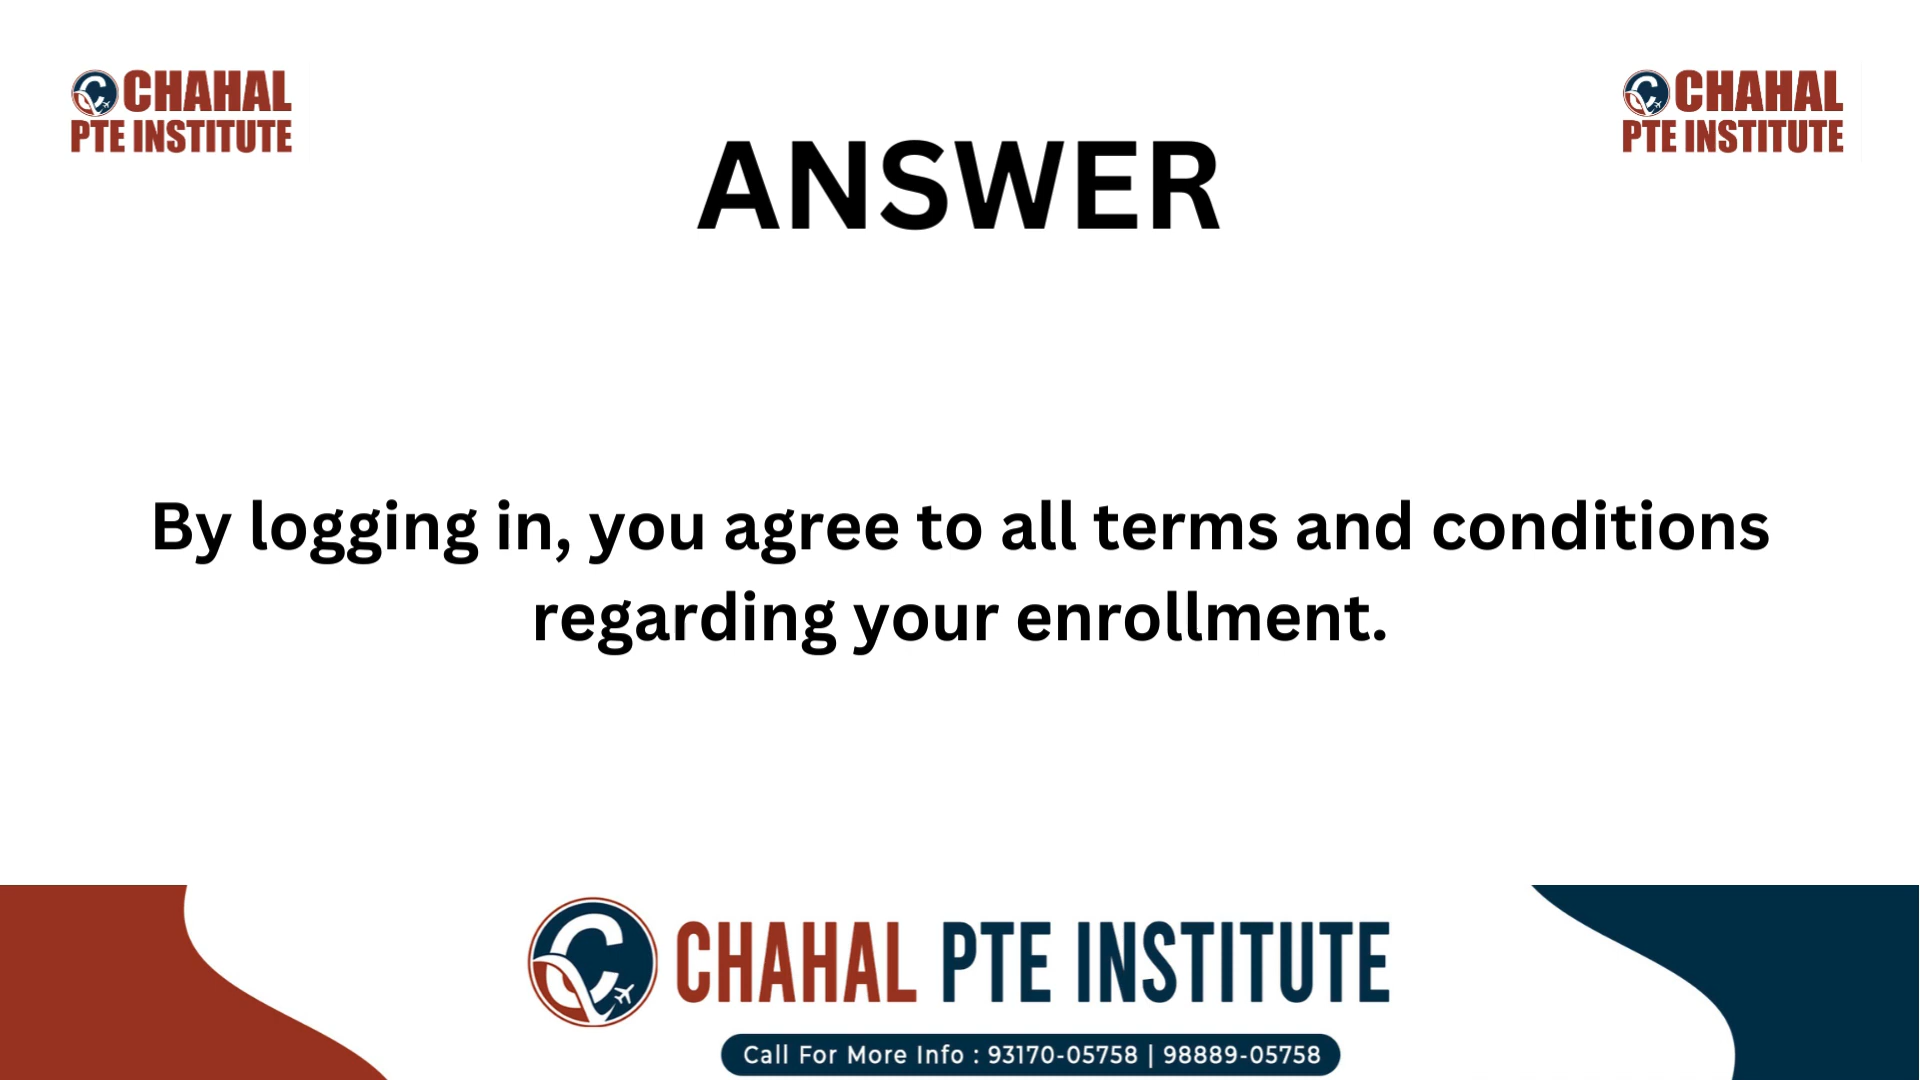 CHAHAL
PTE INSTITUTE
CHAHAL
PTE INSTITUTE
ANSWER
By logging in, you agree to all terms and conditions
regarding your enrollment.
CHAHAL PTE INSTITUTE
Call For More Info : 93170-05758 | 98889-05758